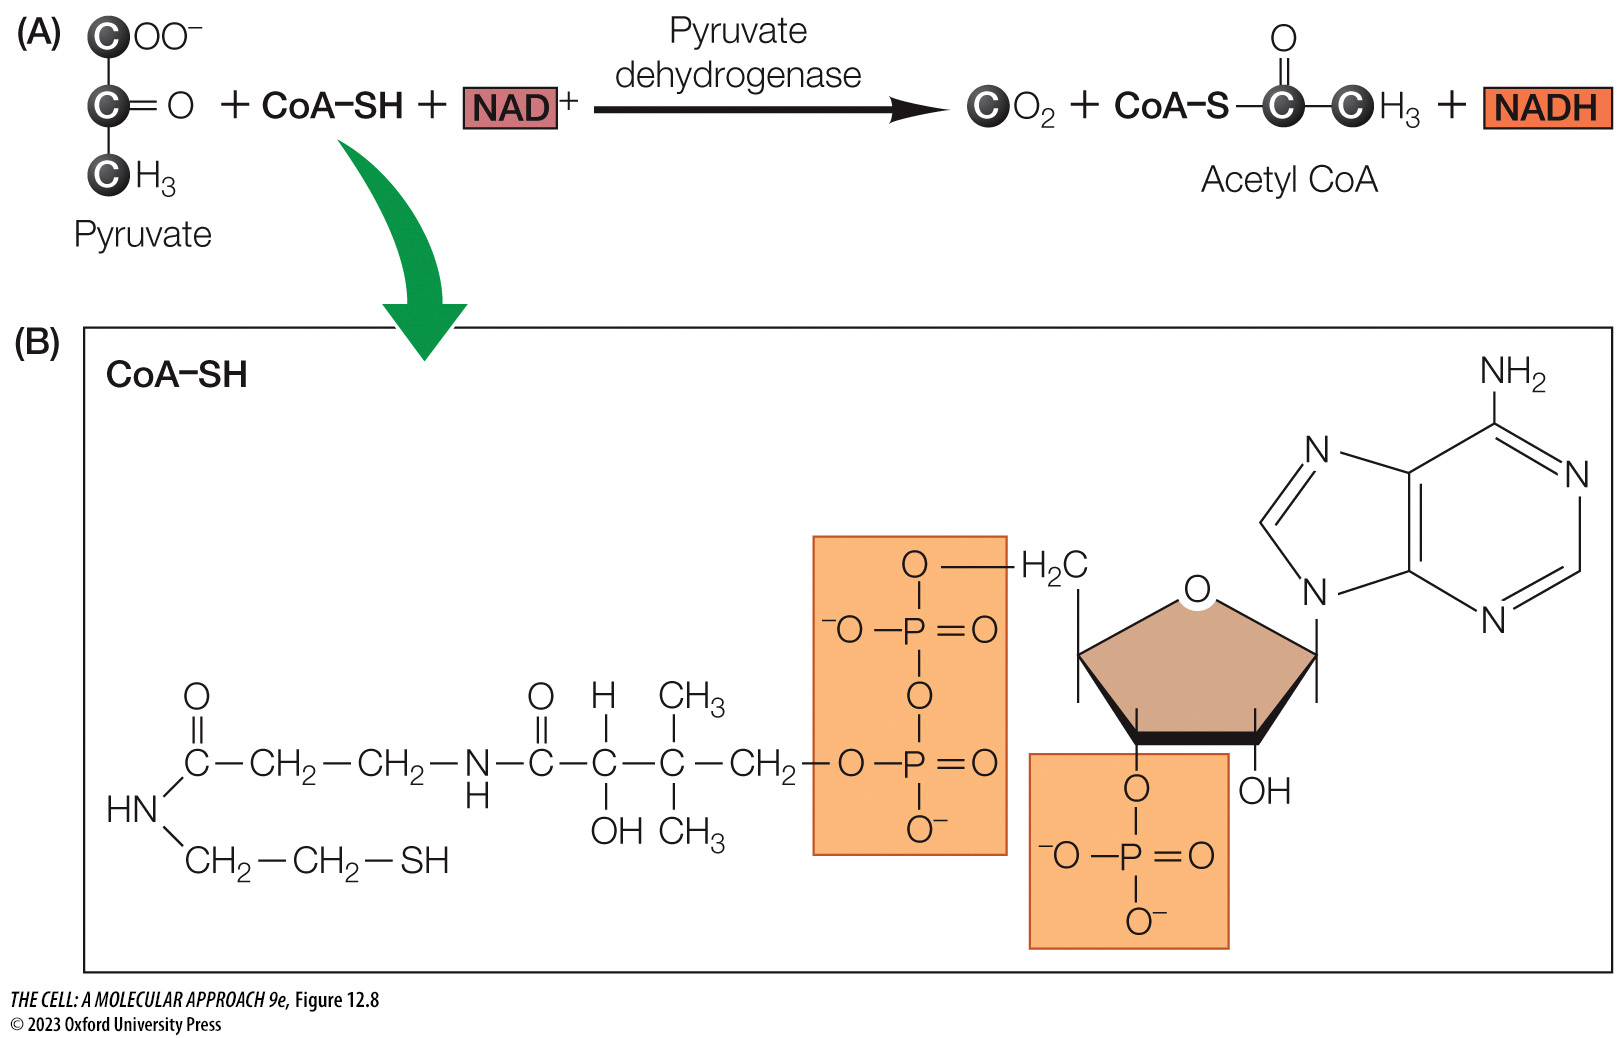 (A)
COO⁻
C=O + CoA–SH + NAD⁺
CH₃
Pyruvate
Pyruvate
dehydrogenase
O
CO₂ + CoA–S–C–CH₃ + NADH
Acetyl CoA
(B)
CoA–SH
NH₂
N
N
O — H₂C
O
N
N
⁻O – P = O
O H CH₃ O
C – CH₂ – CH₂ – N – C – C – C – CH₂ – O – P = O
H
O
OH
HN
OH CH₃ O⁻
⁻O – P = O
CH₂ – CH₂ – SH
O⁻
THE CELL: A MOLECULAR APPROACH 9e, Figure 12.8
© 2023 Oxford University Press